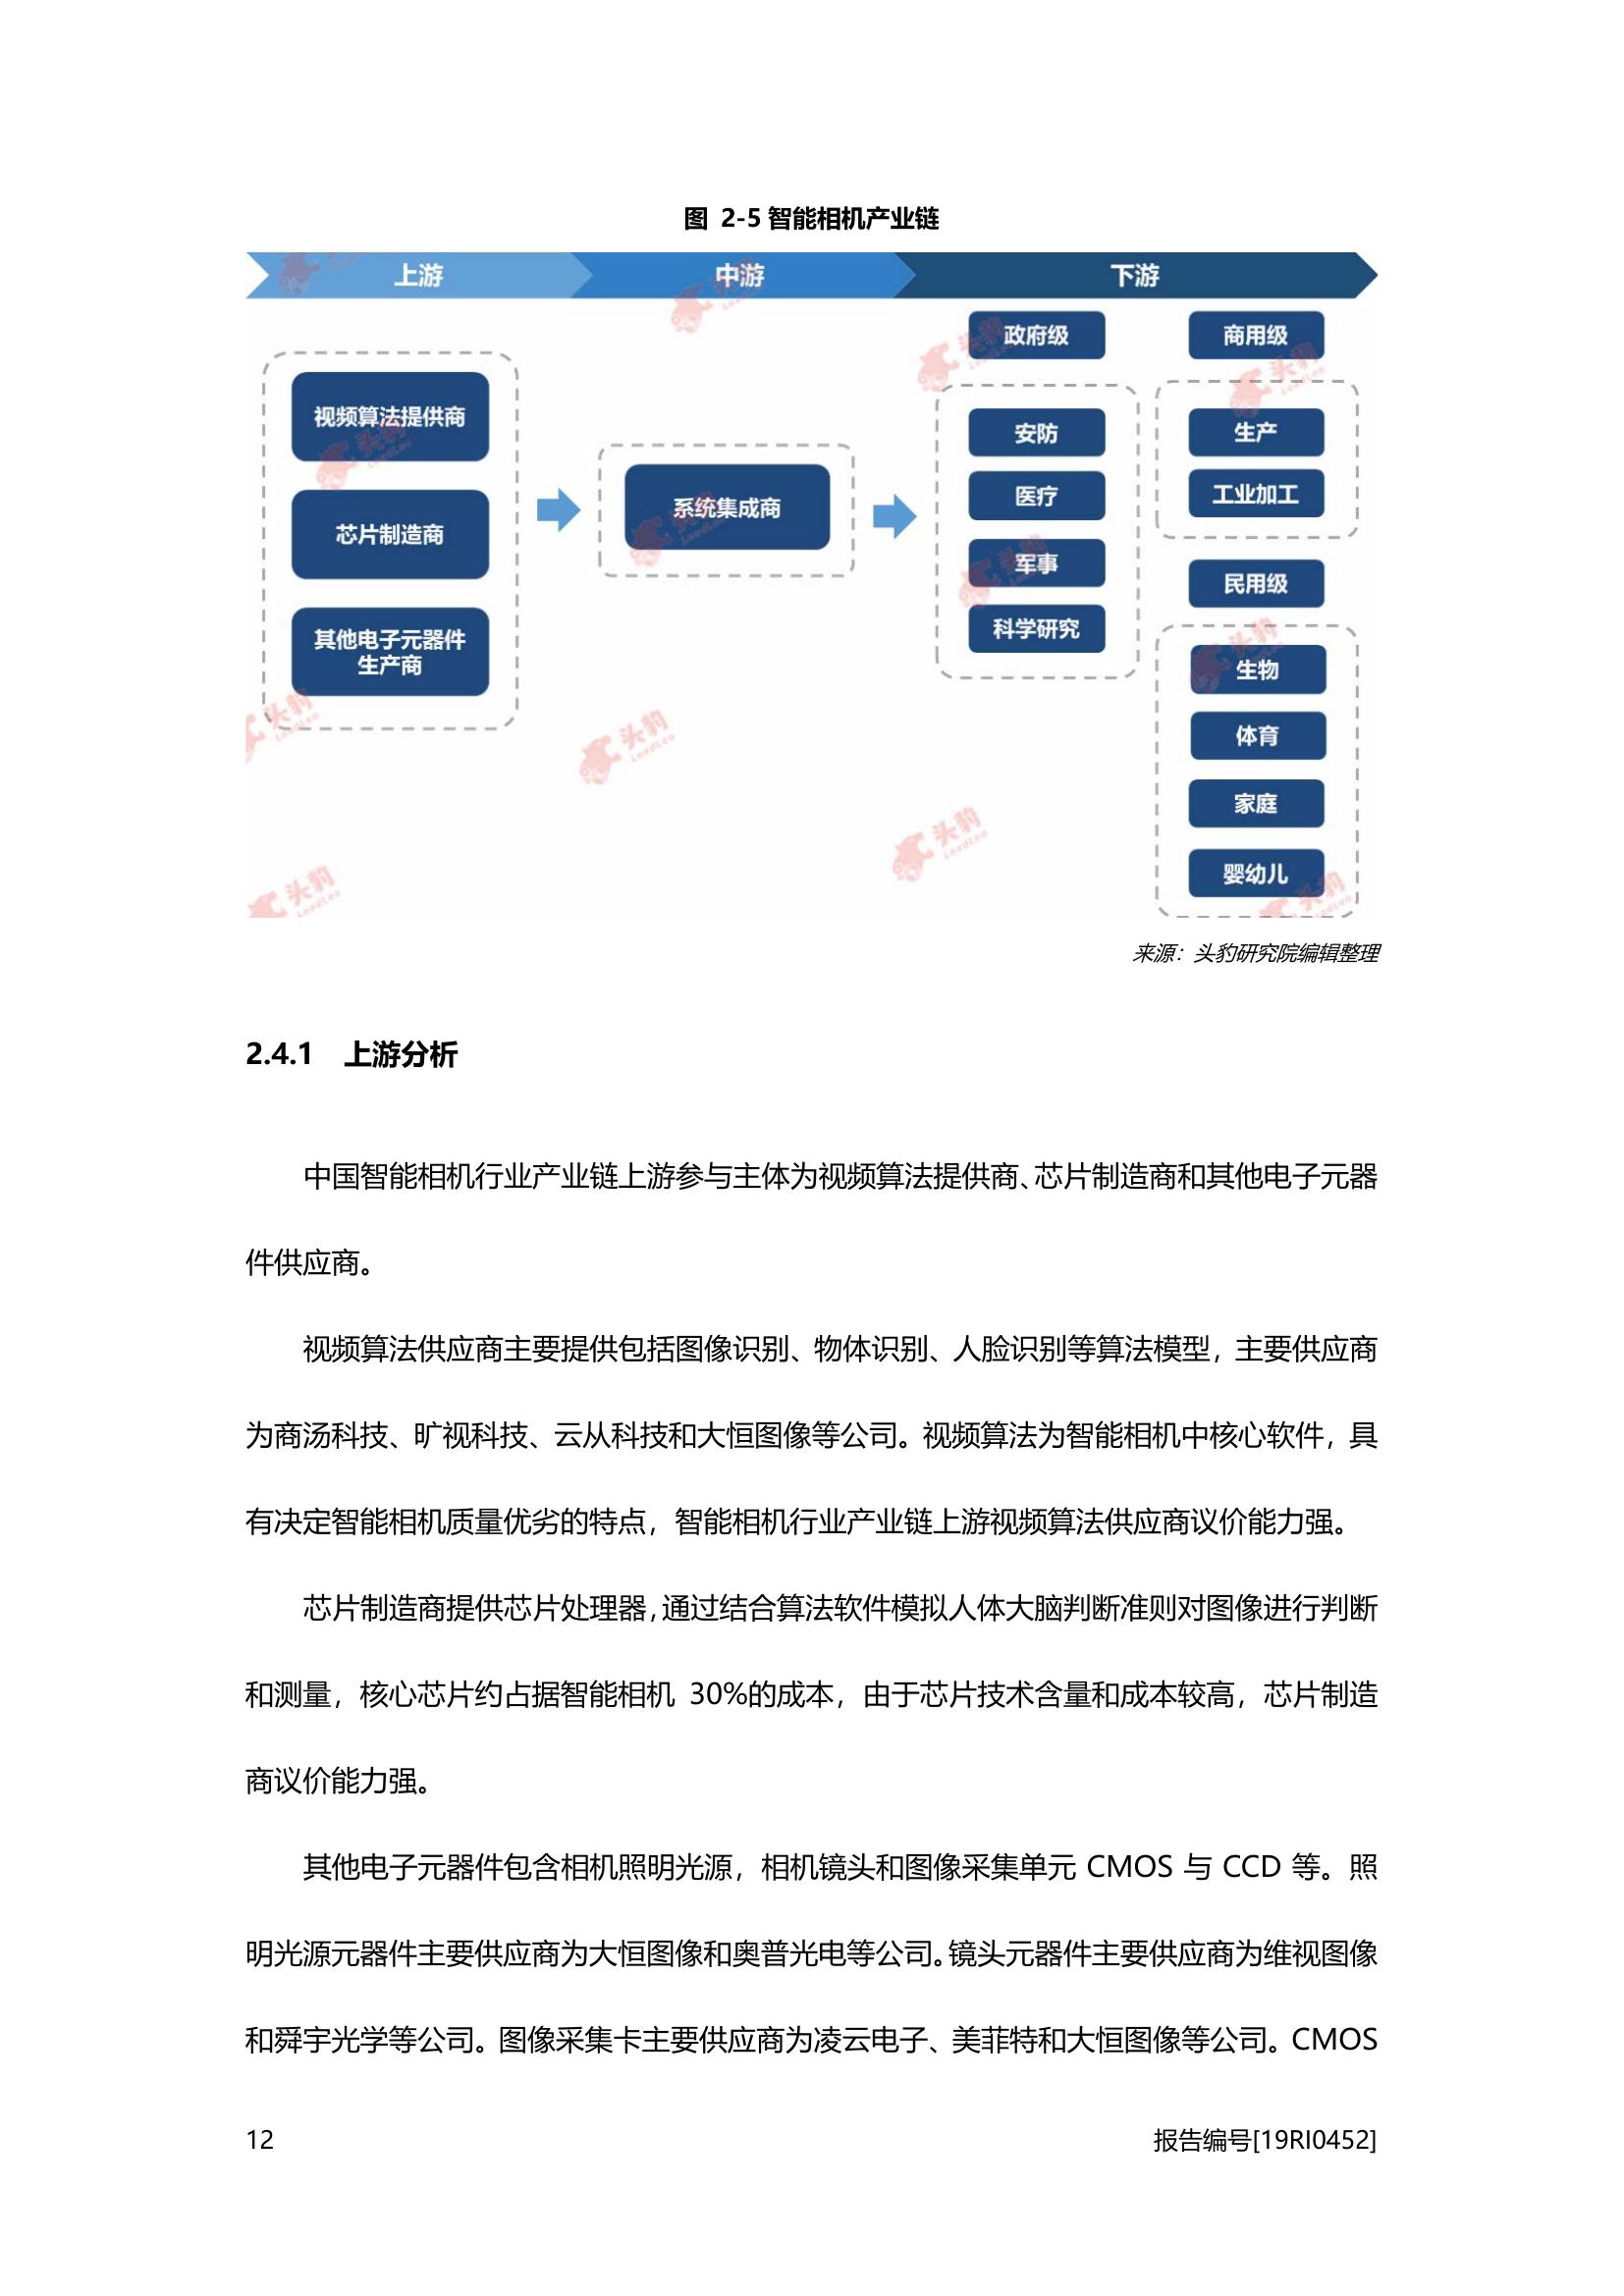 图 2-5 智能相机产业链
上游
中游
下游
视频算法提供商
芯片制造商
其他电子元器件
生产商
系统集成商
政府级
安防
医疗
军事
科学研究
商用级
生产
工业加工
民用级
生物
体育
家庭
婴幼儿
头豹
LeadLeo
来源：头豹研究院编辑整理
2.4.1 上游分析
中国智能相机行业产业链上游参与主体为视频算法提供商、芯片制造商和其他电子元器
件供应商。
视频算法供应商主要提供包括图像识别、物体识别、人脸识别等算法模型，主要供应商
为商汤科技、旷视科技、云从科技和大恒图像等公司。视频算法为智能相机中核心软件，具
有决定智能相机质量优劣的特点，智能相机行业产业链上游视频算法供应商议价能力强。
芯片制造商提供芯片处理器，通过结合算法软件模拟人体大脑判断准则对图像进行判断
和测量，核心芯片约占据智能相机 30%的成本，由于芯片技术含量和成本较高，芯片制造
商议价能力强。
其他电子元器件包含相机照明光源，相机镜头和图像采集单元 CMOS 与 CCD 等。照
明光源元器件主要供应商为大恒图像和奥普光电等公司。镜头元器件主要供应商为维视图像
和舜宇光学等公司。图像采集卡主要供应商为凌云电子、美菲特和大恒图像等公司。CMOS
12
报告编号[19RI0452]